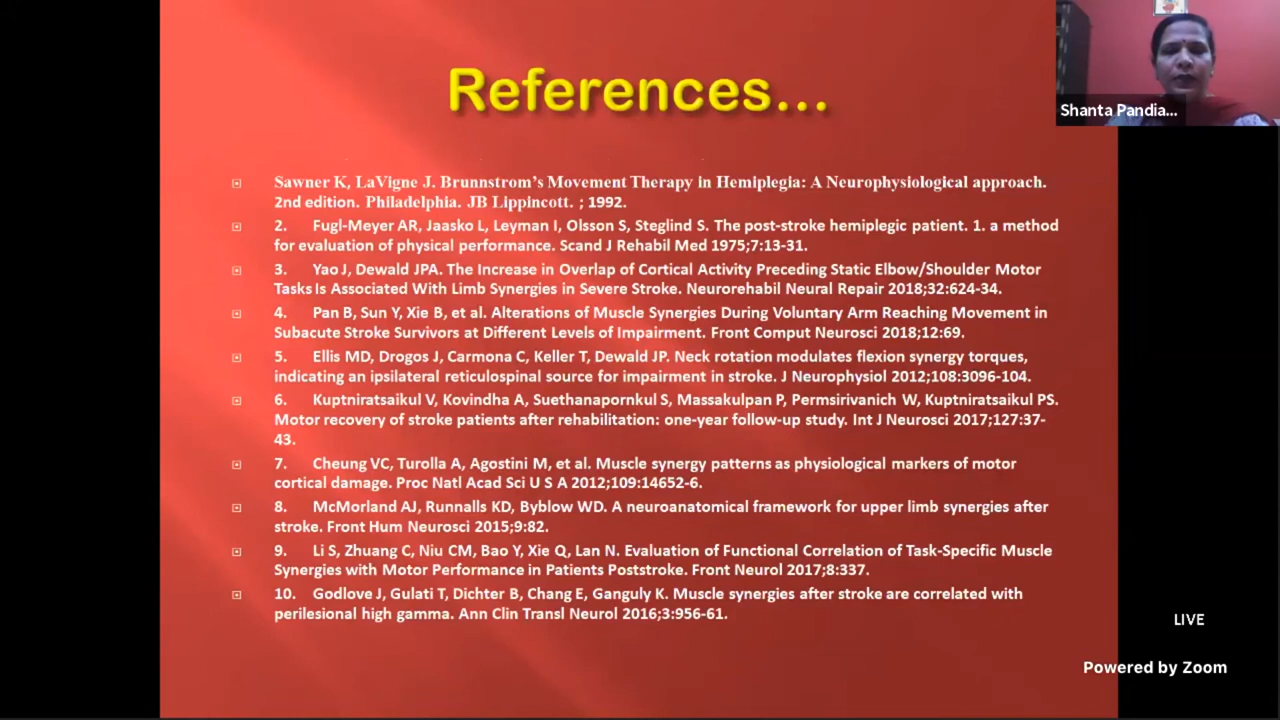 References...
Shanta Pandia...
Sawner K, LaVigne J. Brunnstrom's Movement Therapy in Hemiplegia: A Neurophysiological approach.
2nd edition. Philadelphia. JB Lippincott. ; 1992.
2. Fugl-Meyer AR, Jaasko L, Leyman I, Olsson S, Steglind S. The post-stroke hemiplegic patient. 1. a method
for evaluation of physical performance. Scand J Rehabil Med 1975;7:13-31.
3. Yao J, Dewald JPA. The Increase in Overlap of Cortical Activity Preceding Static Elbow/Shoulder Motor
Tasks Is Associated With Limb Synergies in Severe Stroke. Neurorehabil Neural Repair 2018;32:624-34.
4. Pan B, Sun Y, Xie B, et al. Alterations of Muscle Synergies During Voluntary Arm Reaching Movement in
Subacute Stroke Survivors at Different Levels of Impairment. Front Comput Neurosci 2018;12:69.
5. Ellis MD, Drogos J, Carmona C, Keller T, Dewald JP. Neck rotation modulates flexion synergy torques,
indicating an ipsilateral reticulospinal source for impairment in stroke. J Neurophysiol 2012;108:3096-104.
6. Kuptniratsaikul V, Kovindha A, Suethanapornkul S, Massakulpan P, Permsirivanich W, Kuptniratsaikul PS.
Motor recovery of stroke patients after rehabilitation: one-year follow-up study. Int J Neurosci 2017;127:37-
43.
7. Cheung VC, Turolla A, Agostini M, et al. Muscle synergy patterns as physiological markers of motor
cortical damage. Proc Natl Acad Sci U S A 2012;109:14652-6.
8. McMorland AJ, Runnalls KD, Byblow WD. A neuroanatomical framework for upper limb synergies after
stroke. Front Hum Neurosci 2015;9:82.
9. Li S, Zhuang C, Niu CM, Bao Y, Xie Q, Lan N. Evaluation of Functional Correlation of Task-Specific Muscle
Synergies with Motor Performance in Patients Poststroke. Front Neurol 2017;8:337.
10. Godlove J, Gulati T, Dichter B, Chang E, Ganguly K. Muscle synergies after stroke are correlated with
perilesional high gamma. Ann Clin Transl Neurol 2016;3:956-61.
LIVE
Powered by Zoom